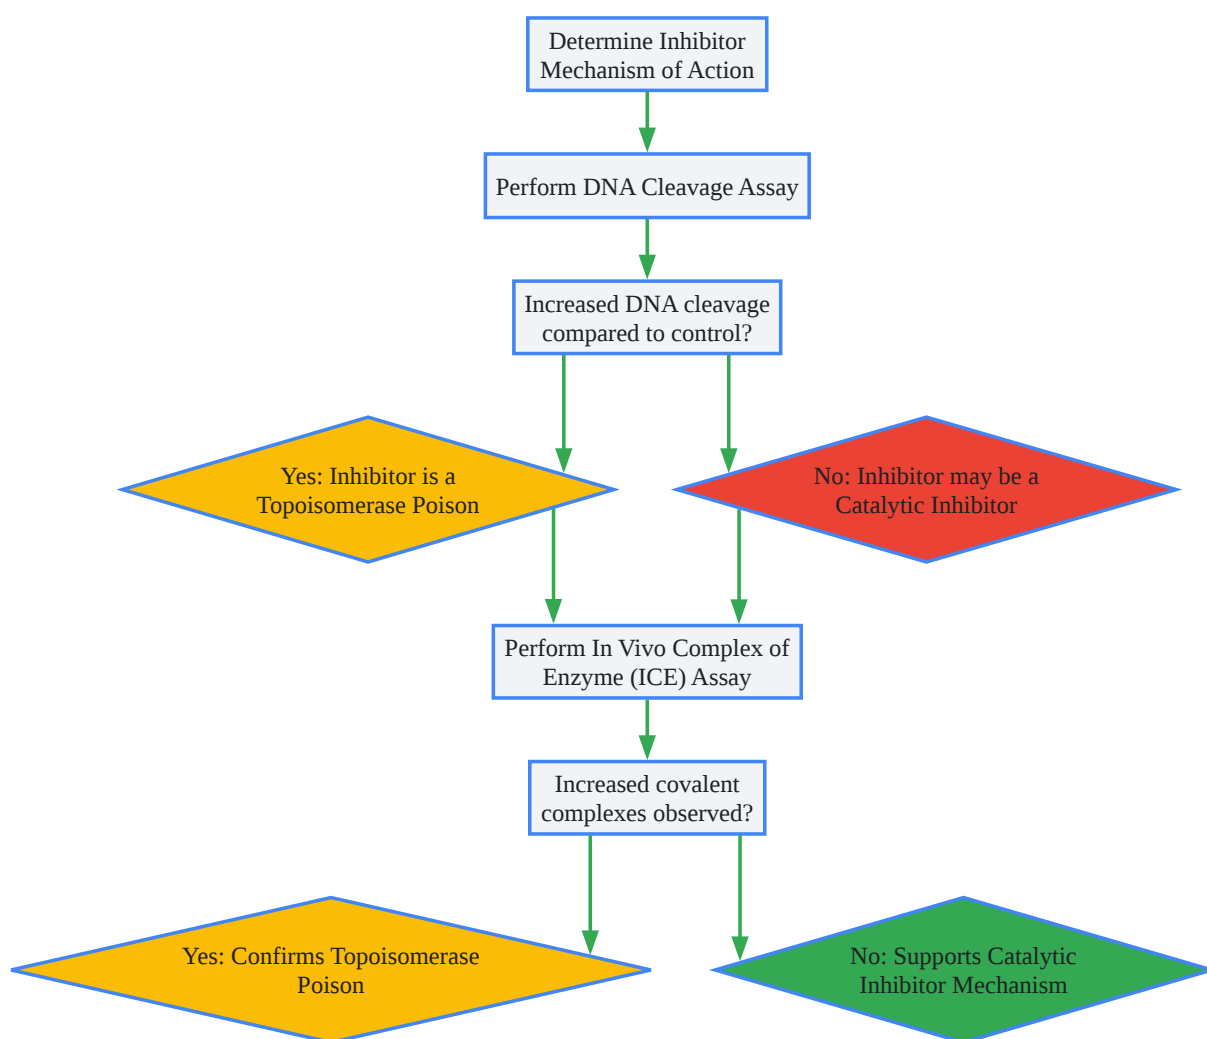 Determine Inhibitor
Mechanism of Action
Perform DNA Cleavage Assay
Increased DNA cleavage
compared to control?
Yes: Inhibitor is a
Topoisomerase Poison
No: Inhibitor may be a
Catalytic Inhibitor
Perform In Vivo Complex of
Enzyme (ICE) Assay
Increased covalent
complexes observed?
Yes: Confirms Topoisomerase
Poison
No: Supports Catalytic
Inhibitor Mechanism